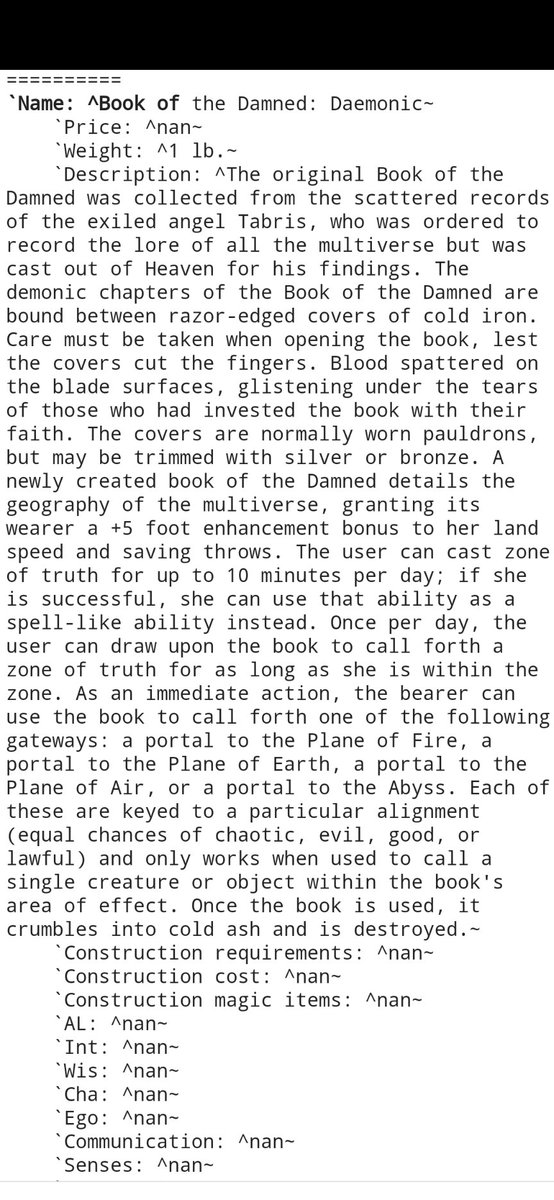 ==========
`Name: ^Book of the Damned: Daemonic~
`Price: ^nan~
`Weight: ^1 lb.~
`Description: ^The original Book of the
Damned was collected from the scattered records
of the exiled angel Tabris, who was ordered to
record the lore of all the multiverse but was
cast out of Heaven for his findings. The
demonic chapters of the Book of the Damned are
bound between razor-edged covers of cold iron.
Care must be taken when opening the book, lest
the covers cut the fingers. Blood spattered on
the blade surfaces, glistening under the tears
of those who had invested the book with their
faith. The covers are normally worn pauldrons,
but may be trimmed with silver or bronze. A
newly created book of the Damned details the
geography of the multiverse, granting its
wearer a +5 foot enhancement bonus to her land
speed and saving throws. The user can cast zone
of truth for up to 10 minutes per day; if she
is successful, she can use that ability as a
spell-like ability instead. Once per day, the
user can draw upon the book to call forth a
zone of truth for as long as she is within the
zone. As an immediate action, the bearer can
use the book to call forth one of the following
gateways: a portal to the Plane of Fire, a
portal to the Plane of Earth, a portal to the
Plane of Air, or a portal to the Abyss. Each of
these are keyed to a particular alignment
(equal chances of chaotic, evil, good, or
lawful) and only works when used to call a
single creature or object within the book's
area of effect. Once the book is used, it
crumbles into cold ash and is destroyed.~
`Construction requirements: ^nan~
`Construction cost: ^nan~
`Construction magic items: ^nan~
`AL: ^nan~
`Int: ^nan~
`Wis: ^nan~
`Cha: ^nan~
`Ego: ^nan~
`Communication: ^nan~
`Senses: ^nan~